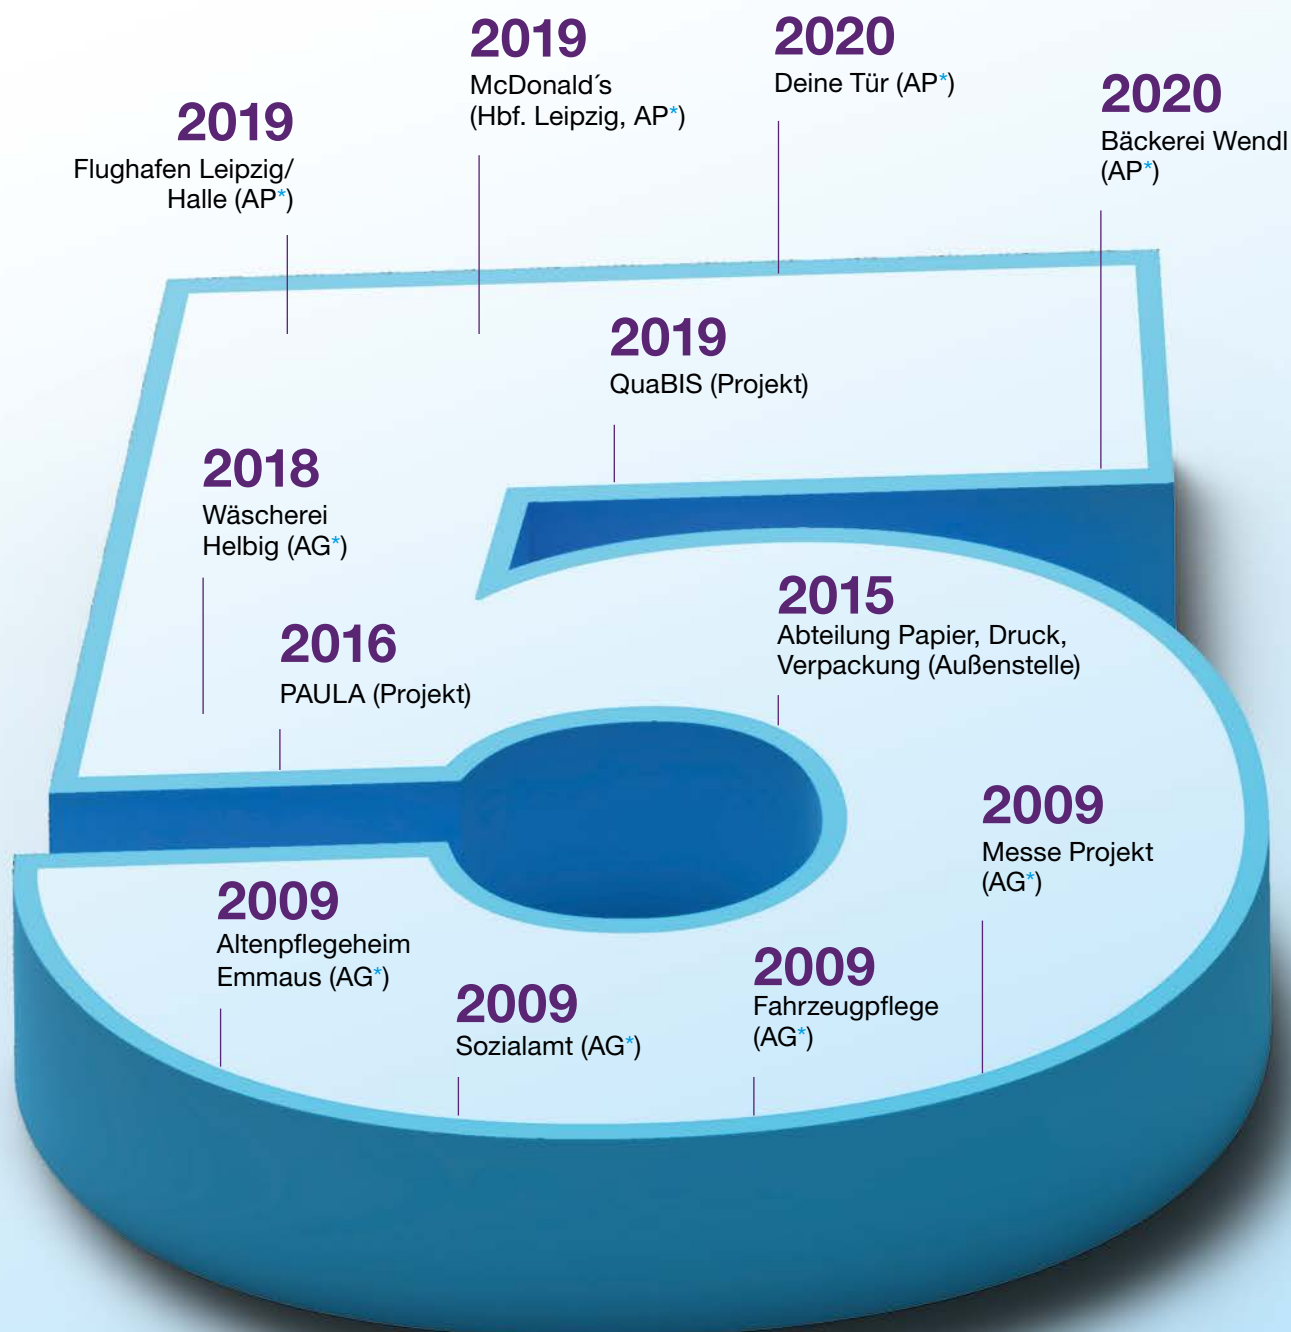 2019
McDonald´s
(Hbf. Leipzig, AP*)
2020
Deine Tür (AP*)
2020
Bäckerei Wendl
(AP*)
2019
Flughafen Leipzig/
Halle (AP*)
2019
QuaBIS (Projekt)
2018
Wäscherei
Helbig (AG*)
2016
PAULA (Projekt)
2015
Abteilung Papier, Druck,
Verpackung (Außenstelle)
2009
Messe Projekt
(AG*)
2009
Altenpflegeheim
Emmaus (AG*)
2009
Sozialamt (AG*)
2009
Fahrzeugpflege
(AG*)